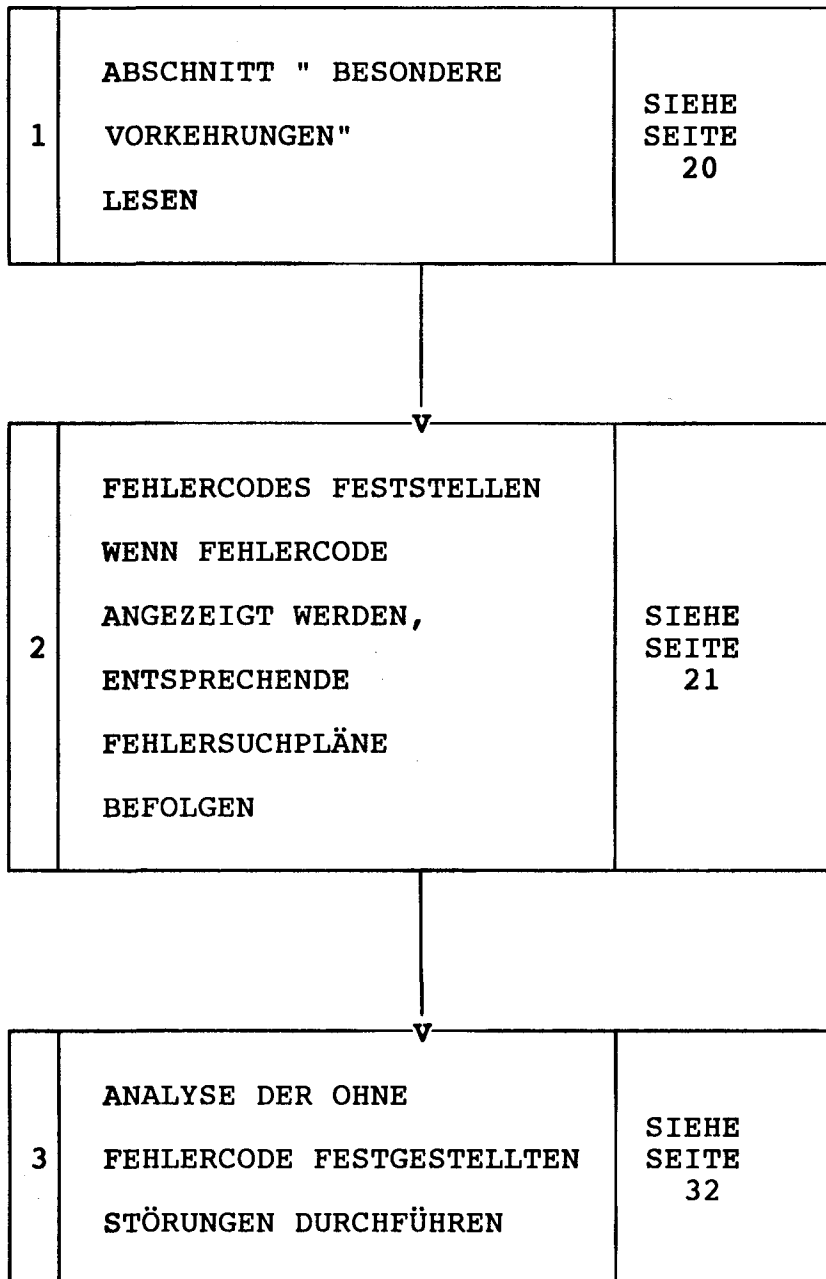 1
ABSCHNITT " BESONDERE
VORKEHRUNGEN"
LESEN
SIEHE
SEITE
20
V
2
FEHLERCODES FESTSTELLEN
WENN FEHLERCODE
ANGEZEIGT WERDEN,
ENTSPRECHENDE
FEHLERSUCHPLÄNE
BEFOLGEN
SIEHE
SEITE
21
V
3
ANALYSE DER OHNE
FEHLERCODE FESTGESTELLTEN
STÖRUNGEN DURCHFÜHREN
SIEHE
SEITE
32